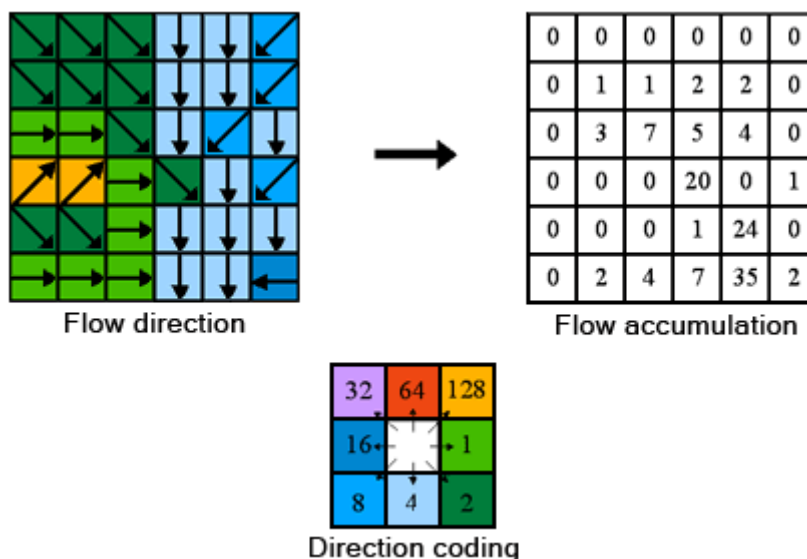 0 0 0 0 0 0
0 1 1 2 2 0
0 3 7 5 4 0
0 0 0 20 0 1
0 0 0 1 24 0
0 2 4 7 35 2
Flow direction
Flow accumulation
32 64 128
16 1
8 4 2
Direction coding